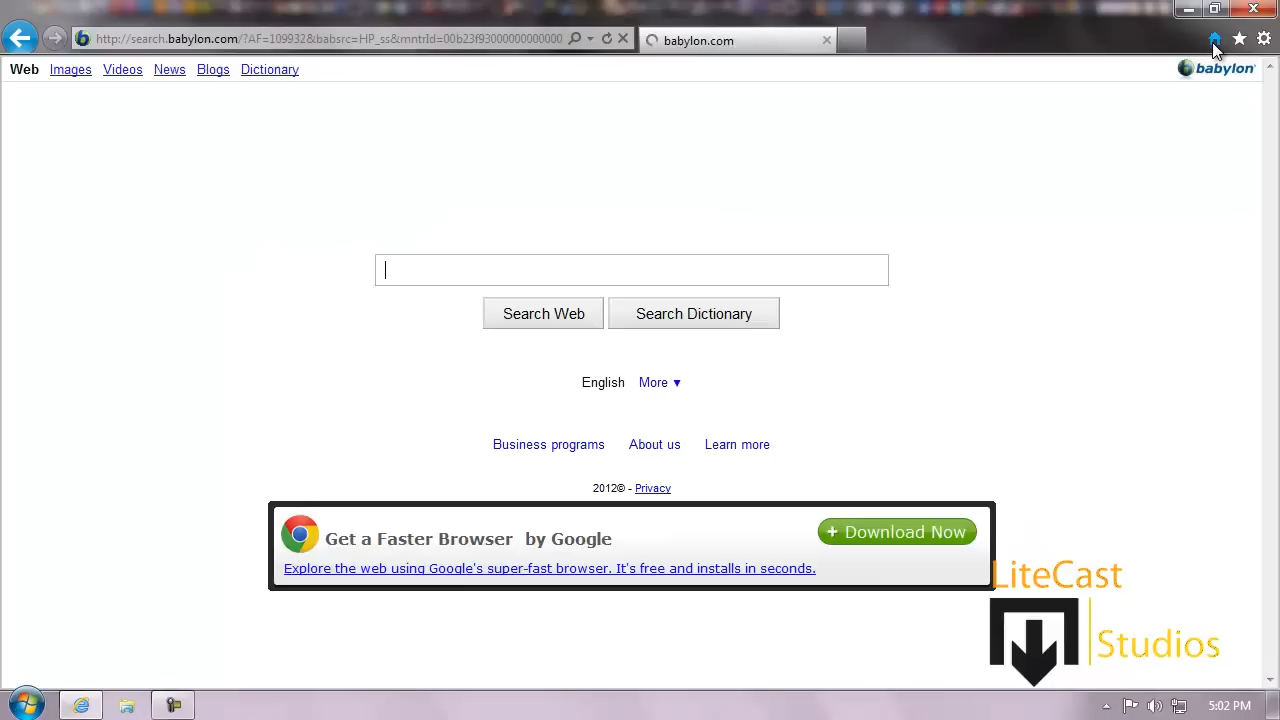 http://search.babylon.com/?AF=109932&babsrc=HP_ss&mntrId=00b23f93000000000000
babylon.com
Web Images Videos News Blogs Dictionary
babylon
Search Web Search Dictionary
English More ▼
Business programs About us Learn more
2012© - Privacy
Get a Faster Browser by Google
+ Download Now
Explore the web using Google's super-fast browser. It's free and installs in seconds.
LiteCast
Studios
5:02 PM